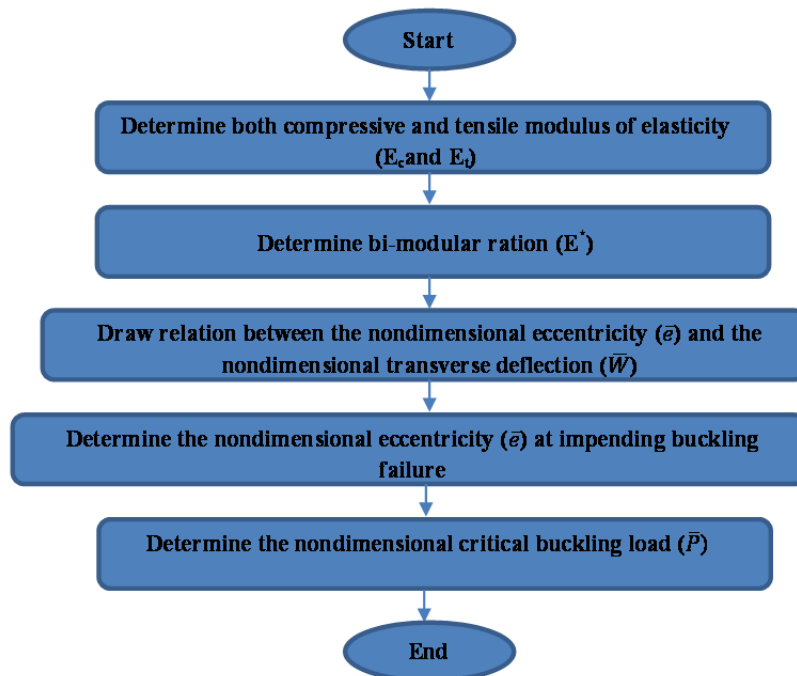 Start
Determine both compressive and tensile modulus of elasticity
(E_c and E_t)
Determine bi-modular ration (E*)
Draw relation between the nondimensional eccentricity (ē) and the
nondimensional transverse deflection (W̄)
Determine the nondimensional eccentricity (ē) at impending buckling
failure
Determine the nondimensional critical buckling load (P̄)
End